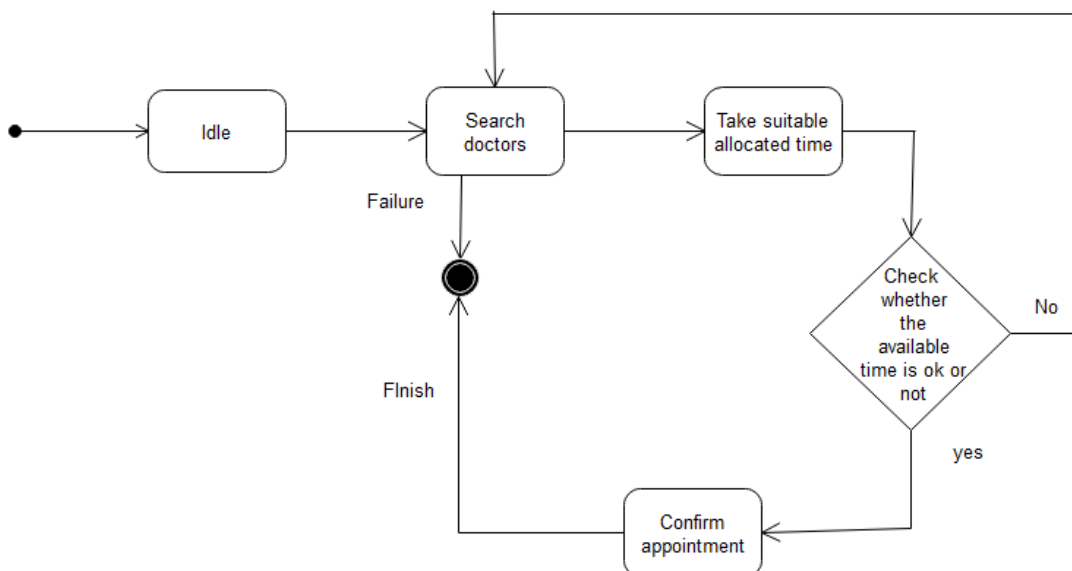 Idle
Search
doctors
Take suitable
allocated time
Failure
Check
whether
the
available
time is ok or
not
No
FInish
yes
Confirm
appointment